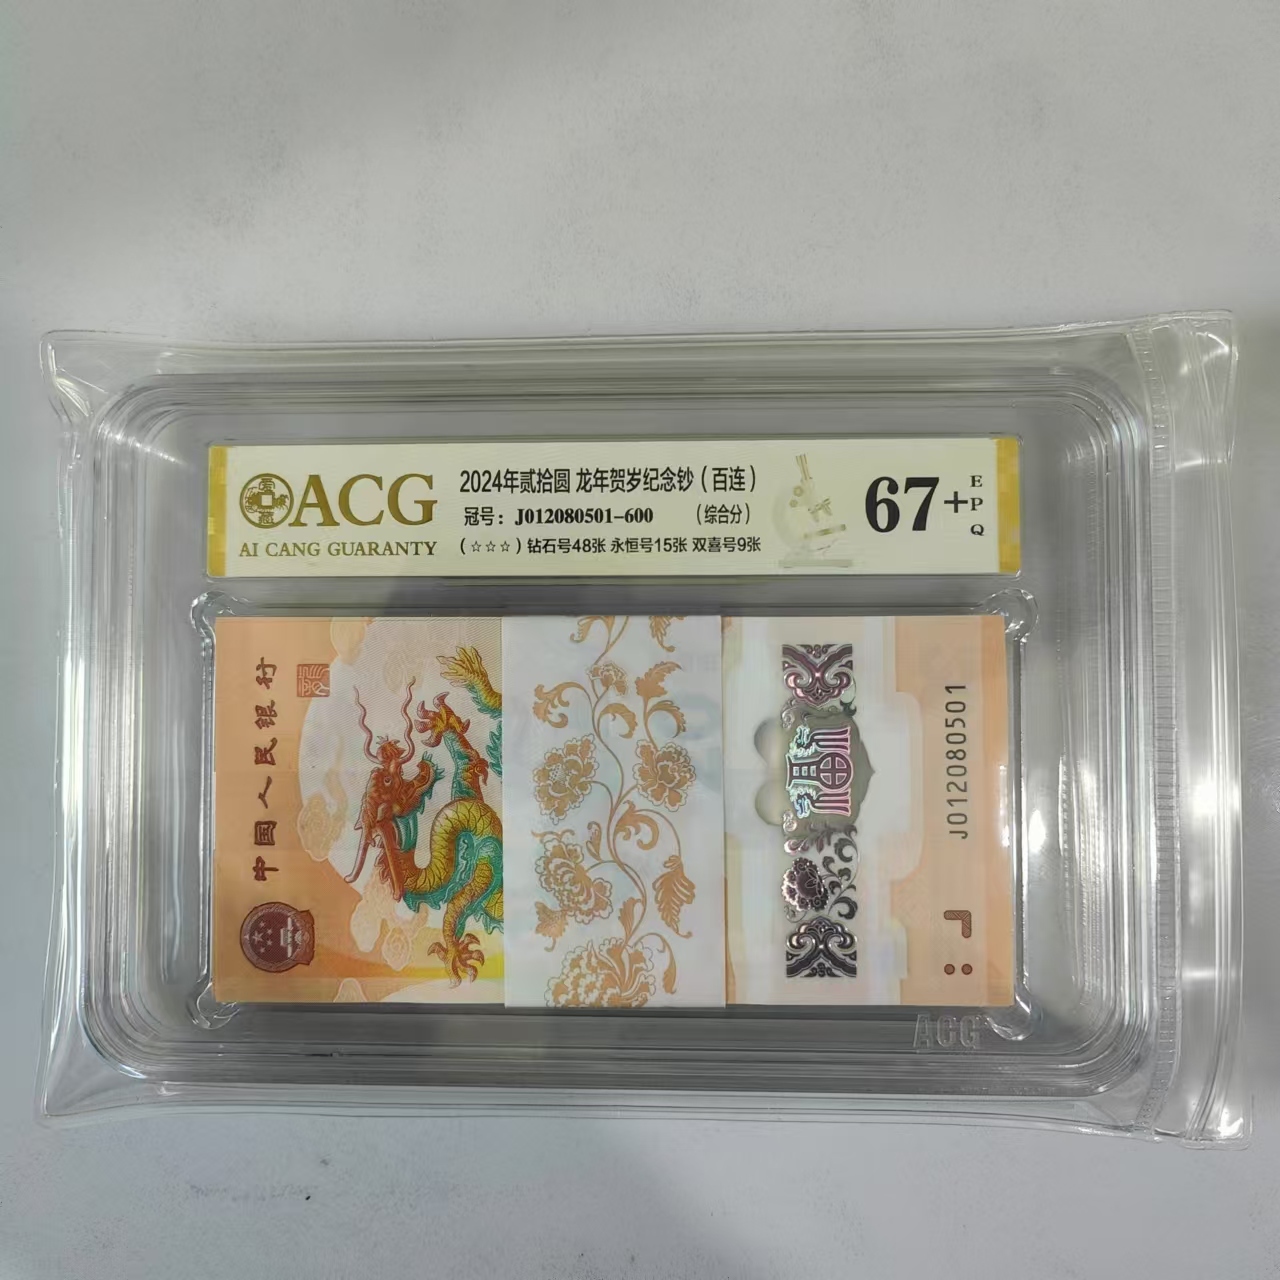 ACG
AI CANG GUARANTY
2024年贰拾圆 龙年贺岁纪念钞（百连）
冠号：J012080501-600 （综合分）
（☆☆☆）钻石号48张 永恒号15张 双喜号9张
67+
EPQ
中国人民银行
福
J012080501
ACG